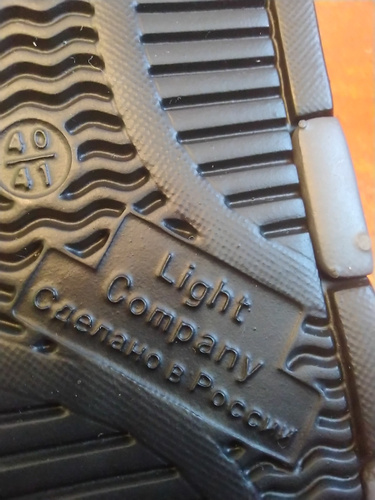 40
41
Light
Company
Сделано в России